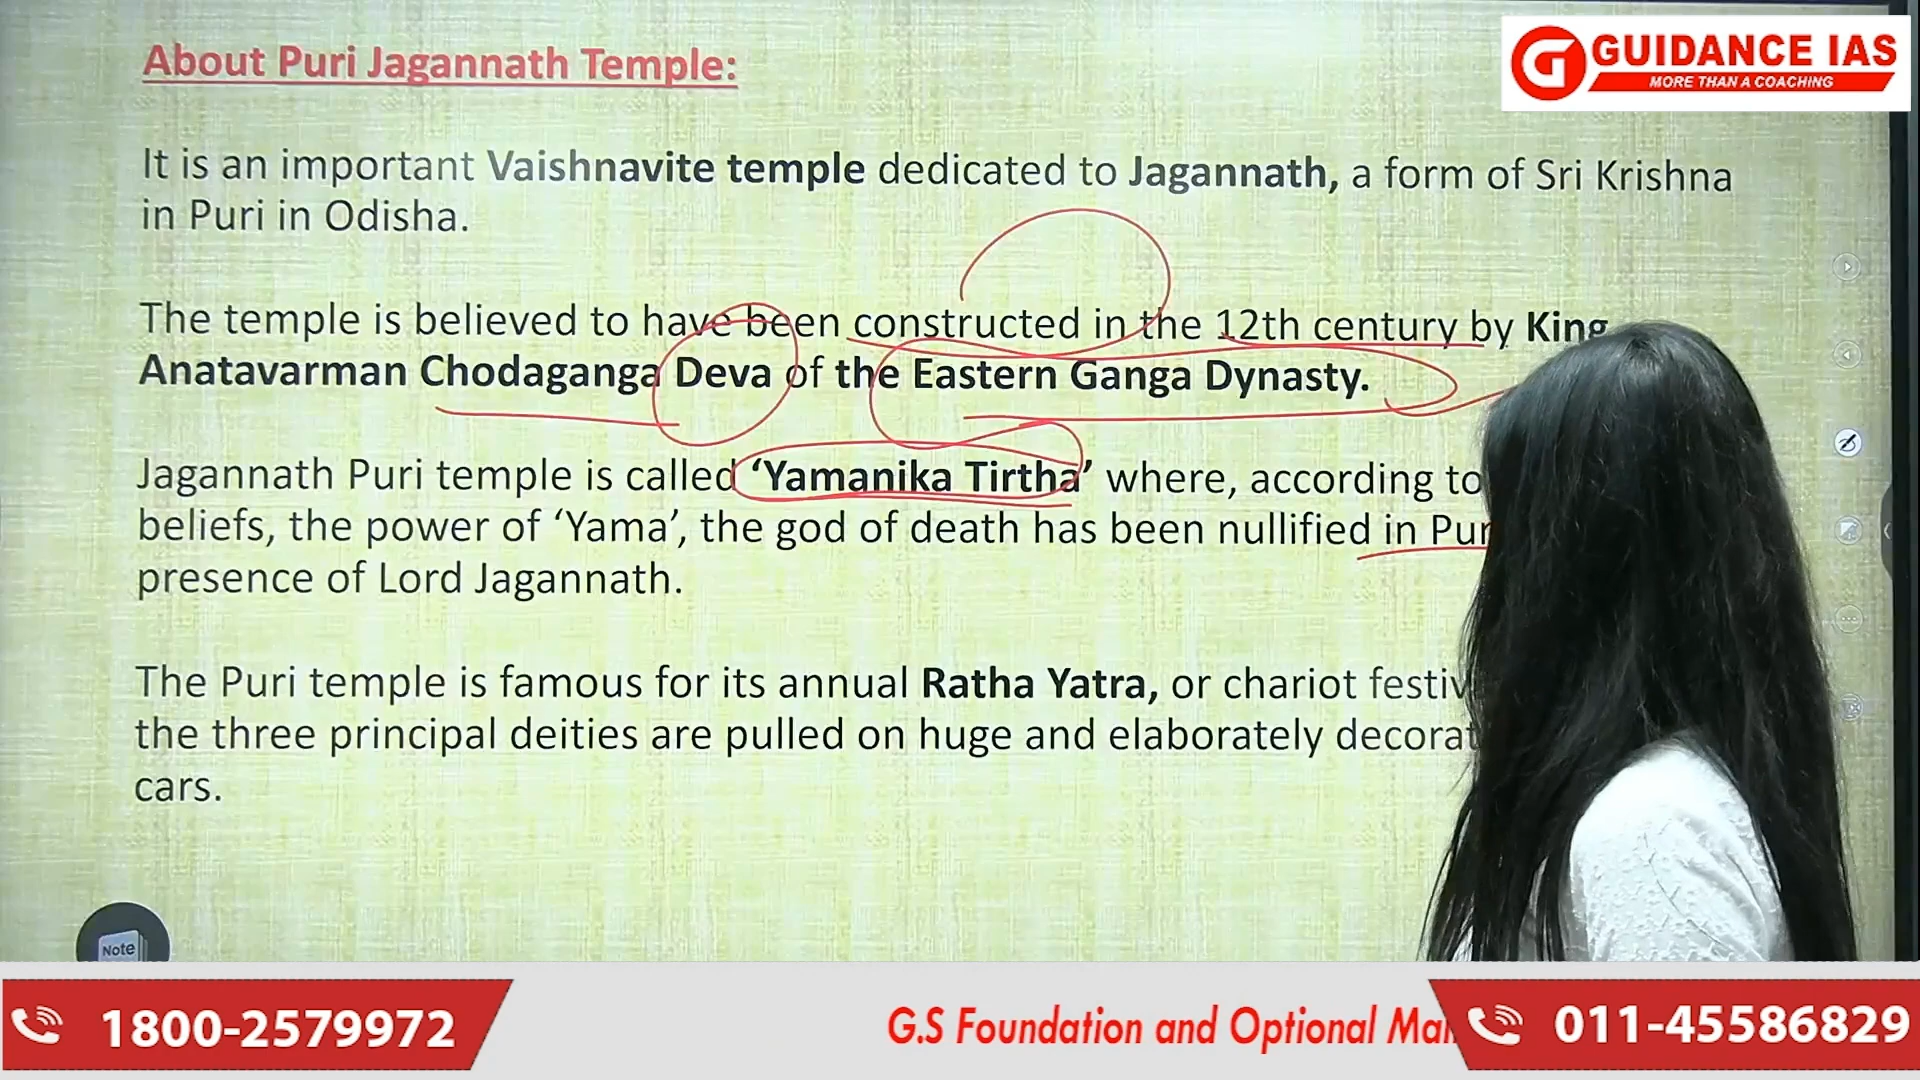 About Puri Jagannath Temple:
GUIDANCE IAS
MORE THAN A COACHING
It is an important Vaishnavite temple dedicated to Jagannath, a form of Sri Krishna
in Puri in Odisha.
The temple is believed to have been constructed in the 12th century by King
Anatavarman Chodaganga Deva of the Eastern Ganga Dynasty.
Jagannath Puri temple is called ‘Yamanika Tirtha’ where, according to
beliefs, the power of ‘Yama’, the god of death has been nullified in
presence of Lord Jagannath.
The Puri temple is famous for its annual Ratha Yatra, or chariot
the three principal deities are pulled on huge and elaborately
cars.
Note
1800-2579972
G.S Foundation and Optional
011-45586829